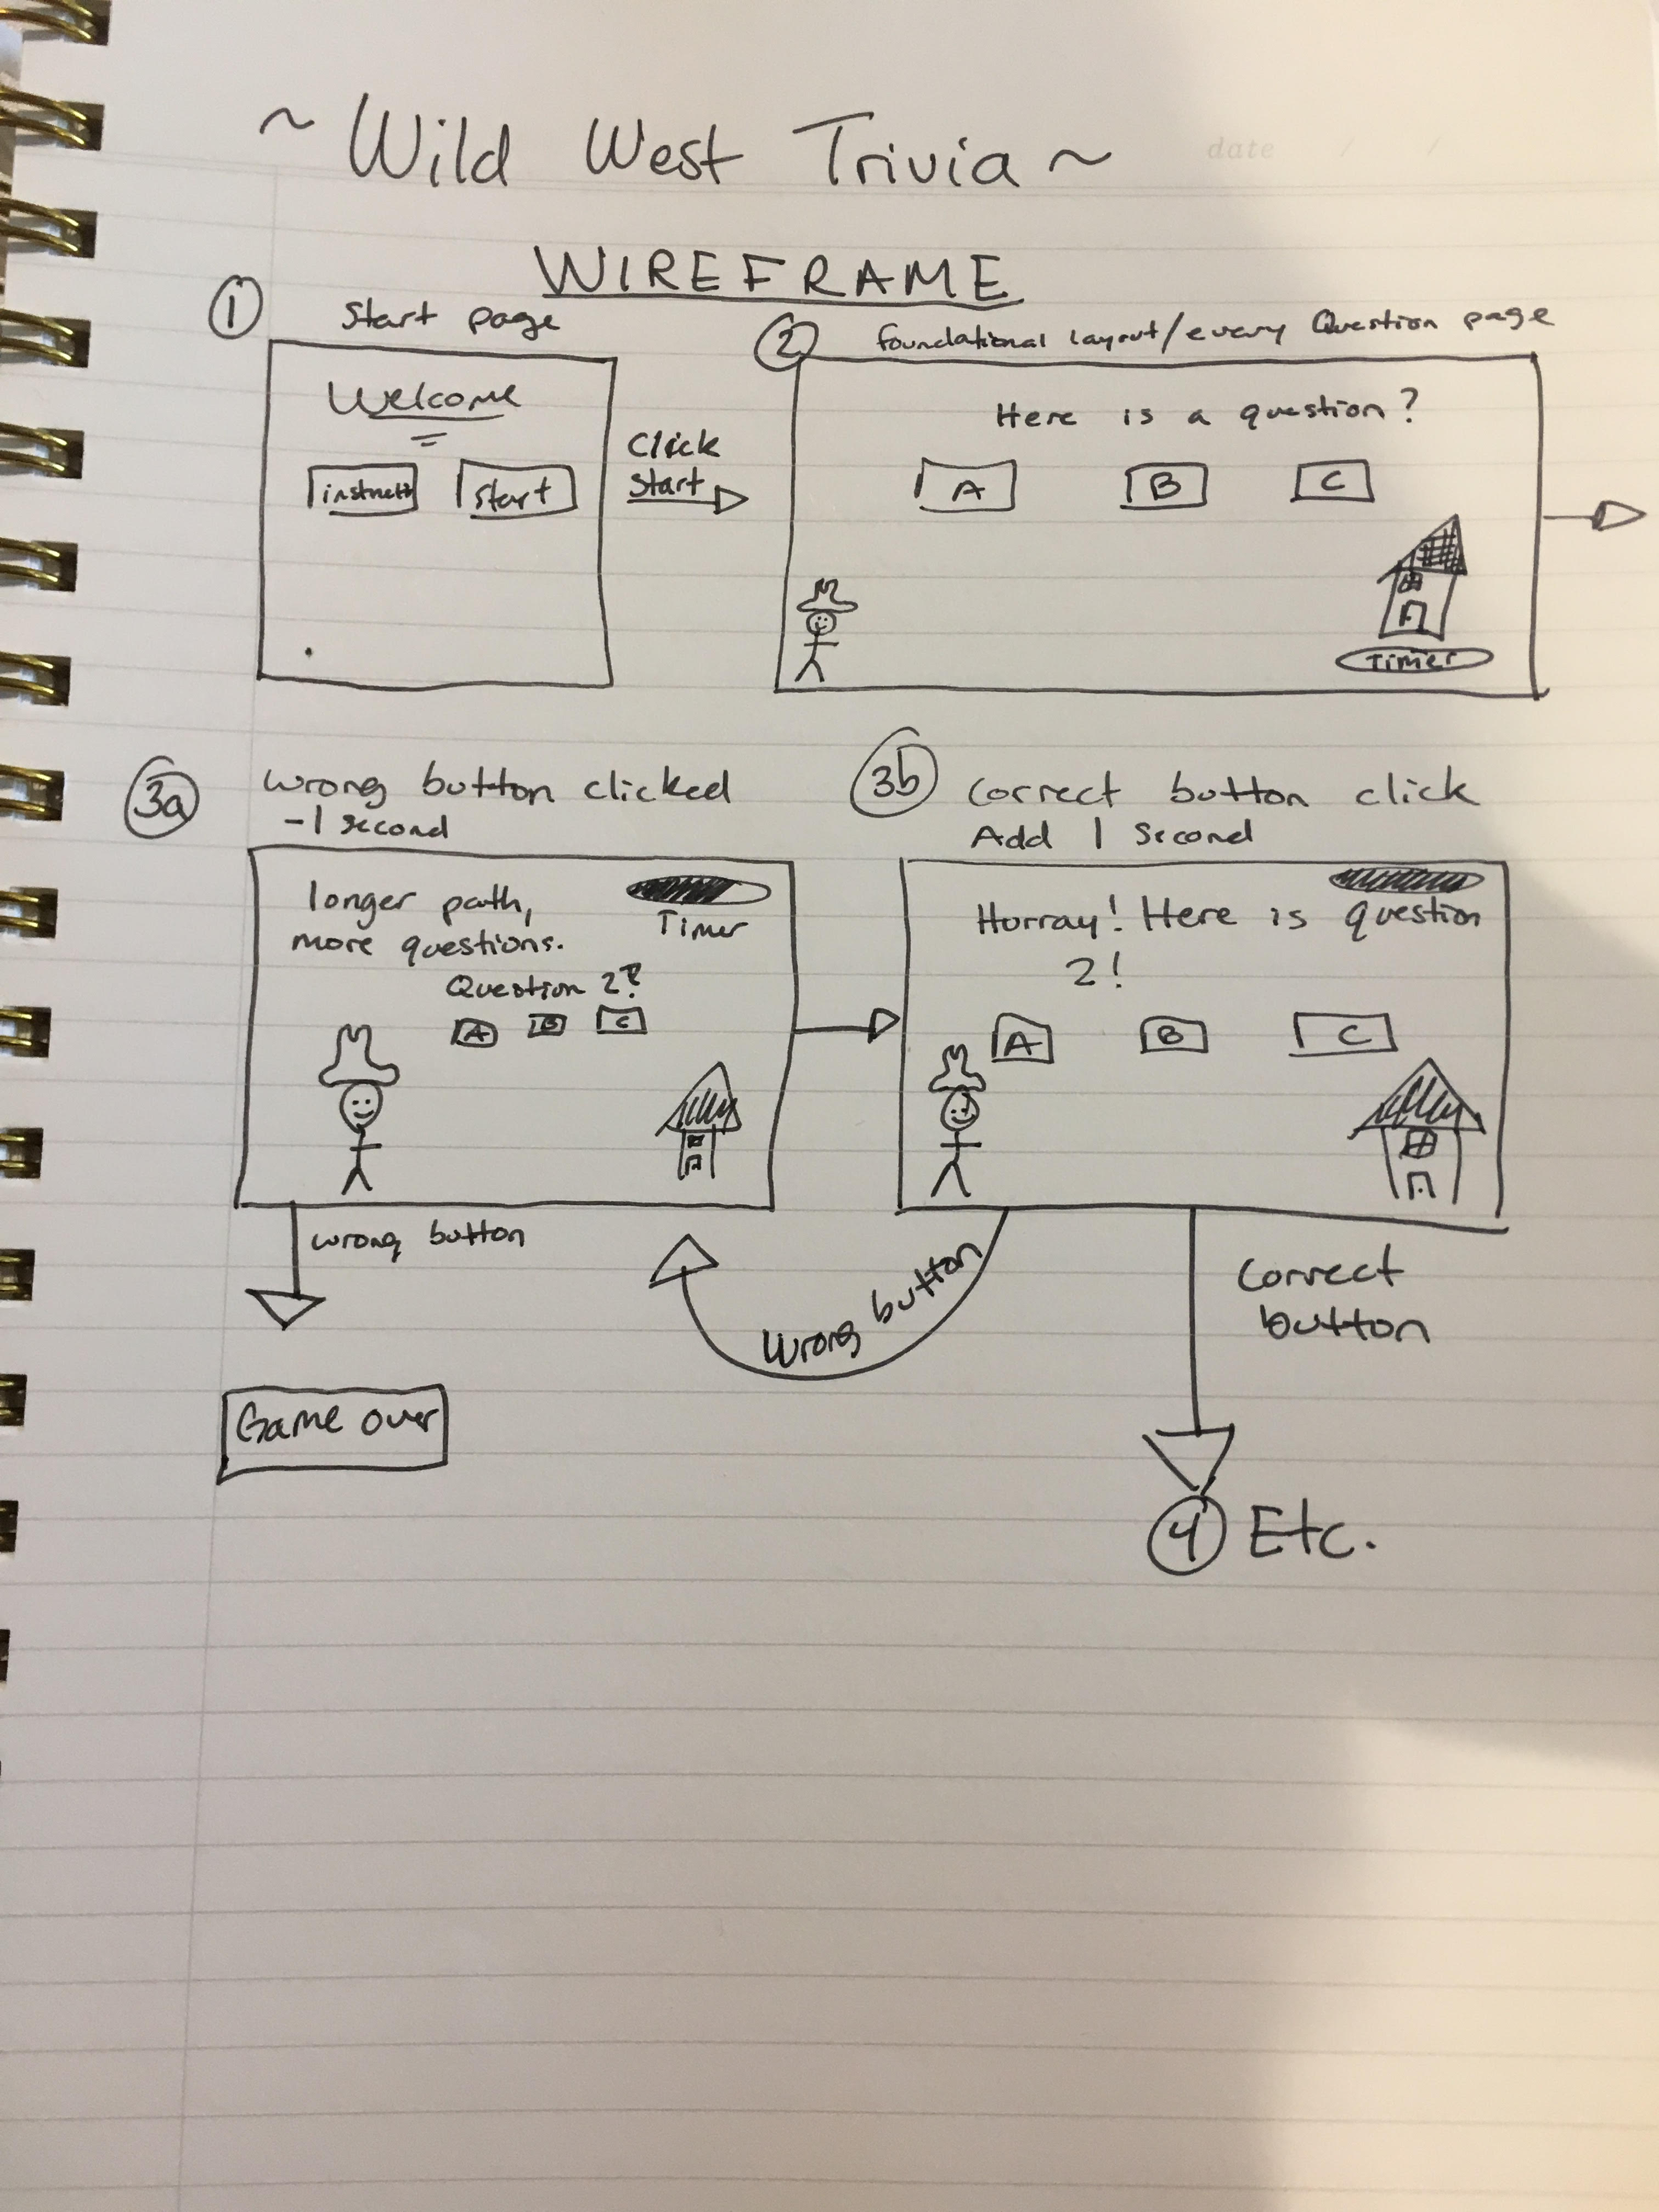 ~ Wild West Trivia ~
date / /
WIREFRAME
1 Start page
Welcome
start
Click
Start
2 foundational layout/every Question page
Here is a question?
A B C
Timer
3a wrong button clicked
-1 second
longer path,
more questions.
Timer
Question 2?
A B C
wrong button
Game over
3b Correct button click
Add 1 Second
Hurray! Here is question
2!
A B C
Wrong button
Correct
button
4 Etc.